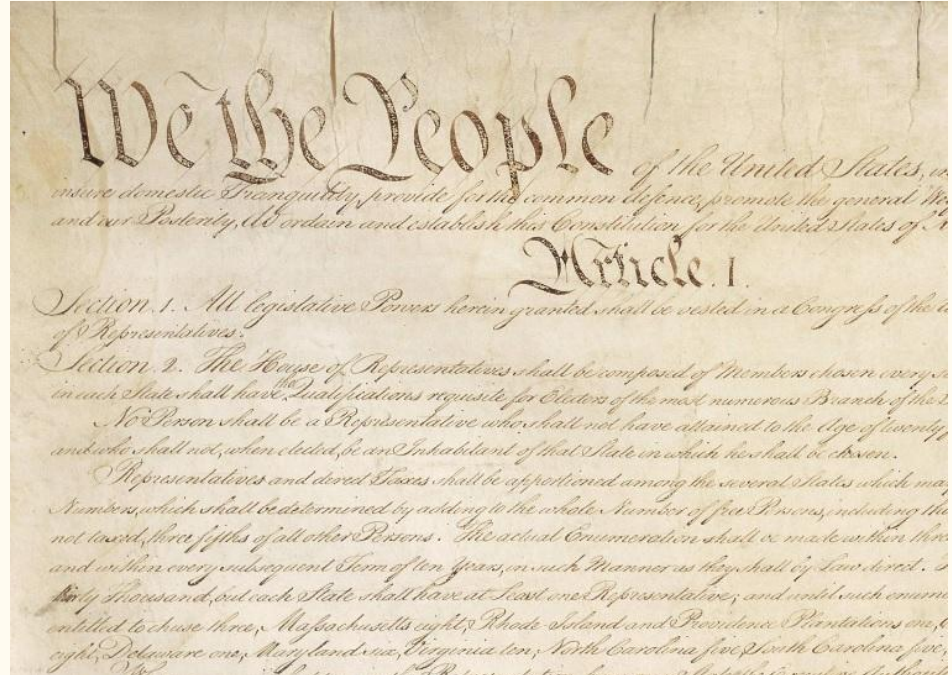 We the People of the United States, in
insure domestic Tranquility, provide for the common defence, promote the general Wel
and our Posterity, do ordain and establish this Constitution for the United States of A
Article. I.
Section. 1. All legislative Powers herein granted shall be vested in a Congress of the
of Representatives.
Section. 2. The House of Representatives shall be composed of Members chosen every se
in each State shall have the Qualifications requisite for Electors of the most numerous Branch of the
No Person shall be a Representative who shall not have attained to the Age of twenty
and who shall not, when elected, be an Inhabitant of that State in which he shall be chosen.
Representatives and direct Taxes shall be apportioned among the several States which may
Numbers, which shall be determined by adding to the whole Number of free Persons, including tho
not taxed, three fifths of all other Persons. The actual Enumeration shall be made within three
and within every subsequent Term of ten Years, in such Manner as they shall by Law direct.
thirty Thousand, but each State shall have at Least one Representative; and until such enume
entitled to chuse three, Massachusetts eight, Rhode Island and Providence Plantations one,
eight, Delaware one, Maryland six, Virginia ten, North Carolina five, South Carolina five,